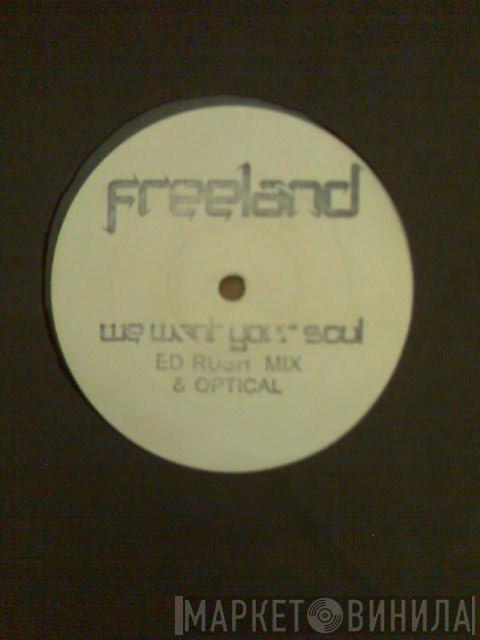 freeland
we want your soul
ED RUSH MIX
& OPTICAL
МАРКЕТ ВИНИЛА